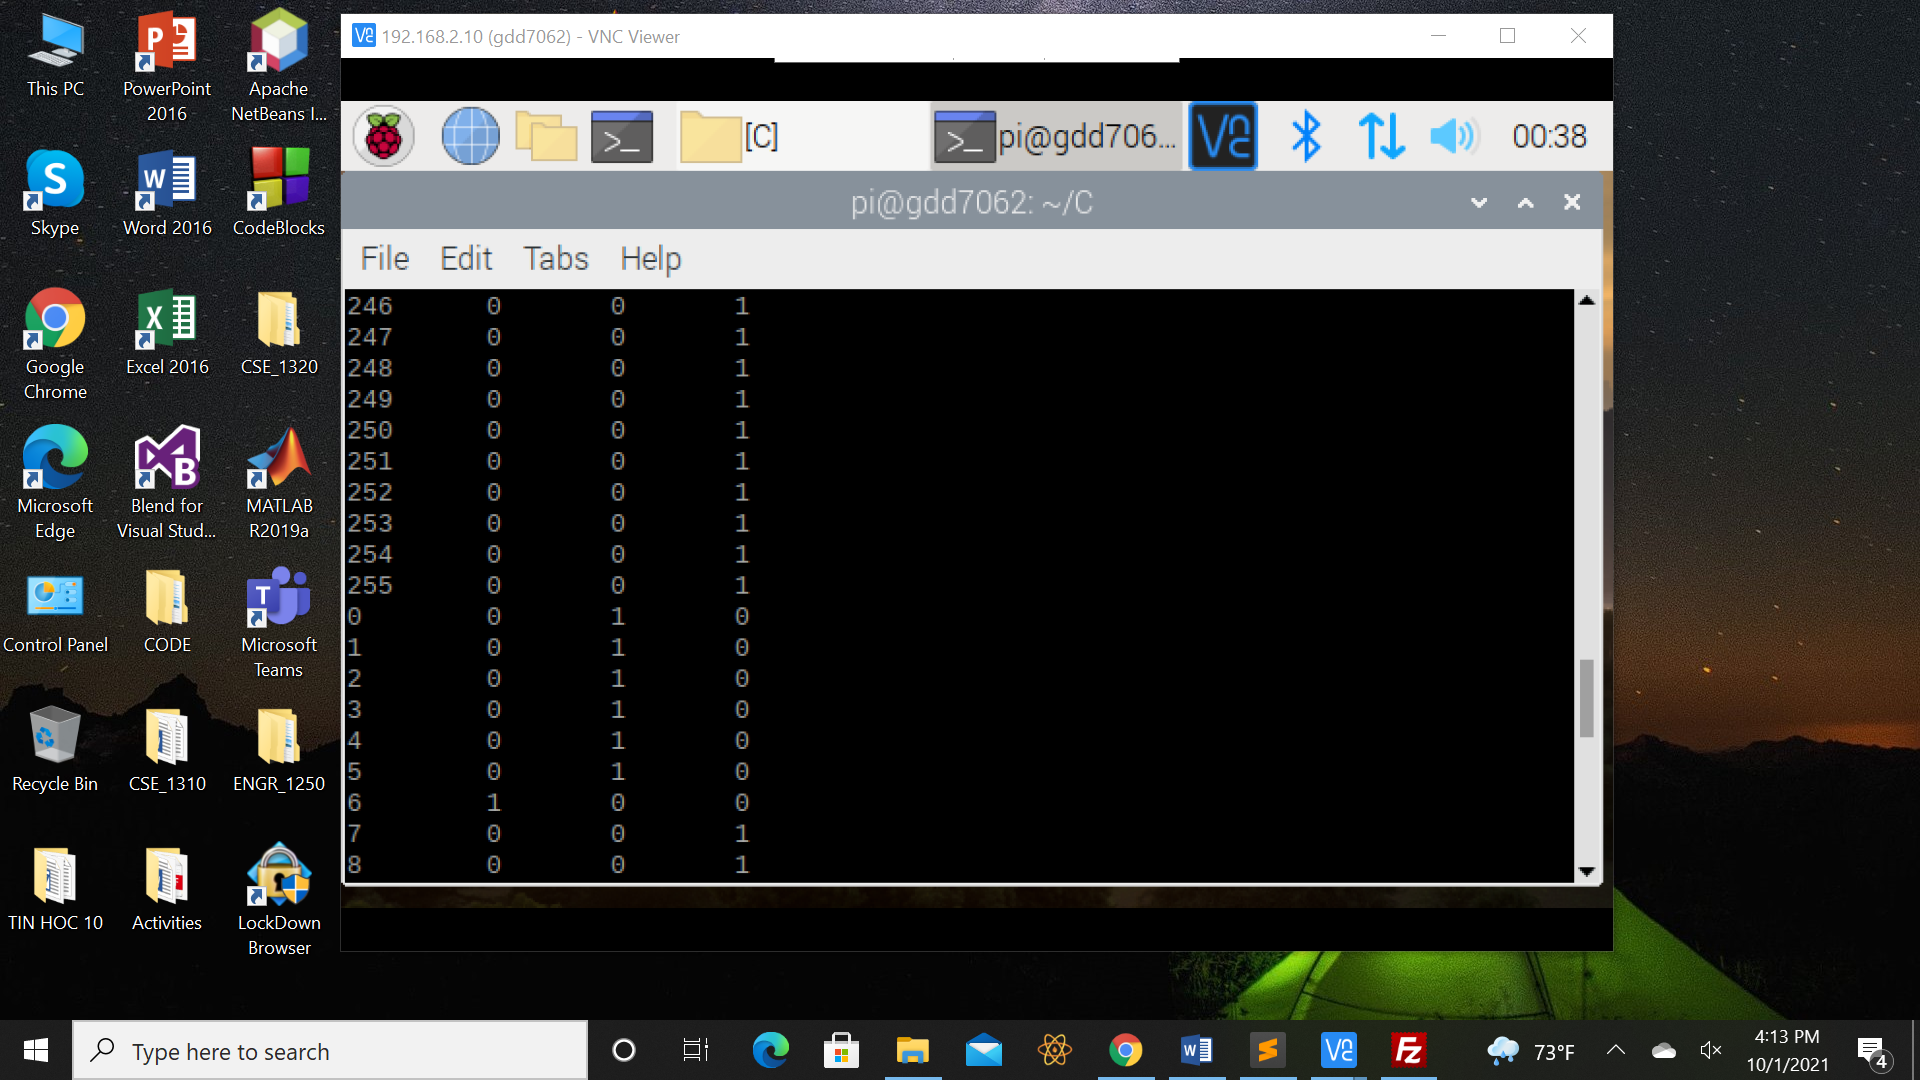 This PC
PowerPoint 2016
Apache NetBeans I...
Skype
Word 2016
CodeBlocks
Google Chrome
Excel 2016
CSE_1320
Microsoft Edge
Blend for Visual Stud...
MATLAB R2019a
Control Panel
CODE
Microsoft Teams
Recycle Bin
CSE_1310
ENGR_1250
TIN HOC 10
Activities
LockDown Browser
192.168.2.10 (gdd7062) - VNC Viewer
[C]
pi@gdd706...
00:38
pi@gdd7062: ~/C
File Edit Tabs Help
246 0 0 1
247 0 0 1
248 0 0 1
249 0 0 1
250 0 0 1
251 0 0 1
252 0 0 1
253 0 0 1
254 0 0 1
255 0 0 1
0 0 1 0
1 0 1 0
2 0 1 0
3 0 1 0
4 0 1 0
5 0 1 0
6 1 0 0
7 0 0 1
8 0 0 1
Type here to search
73°F
4:13 PM
10/1/2021
4